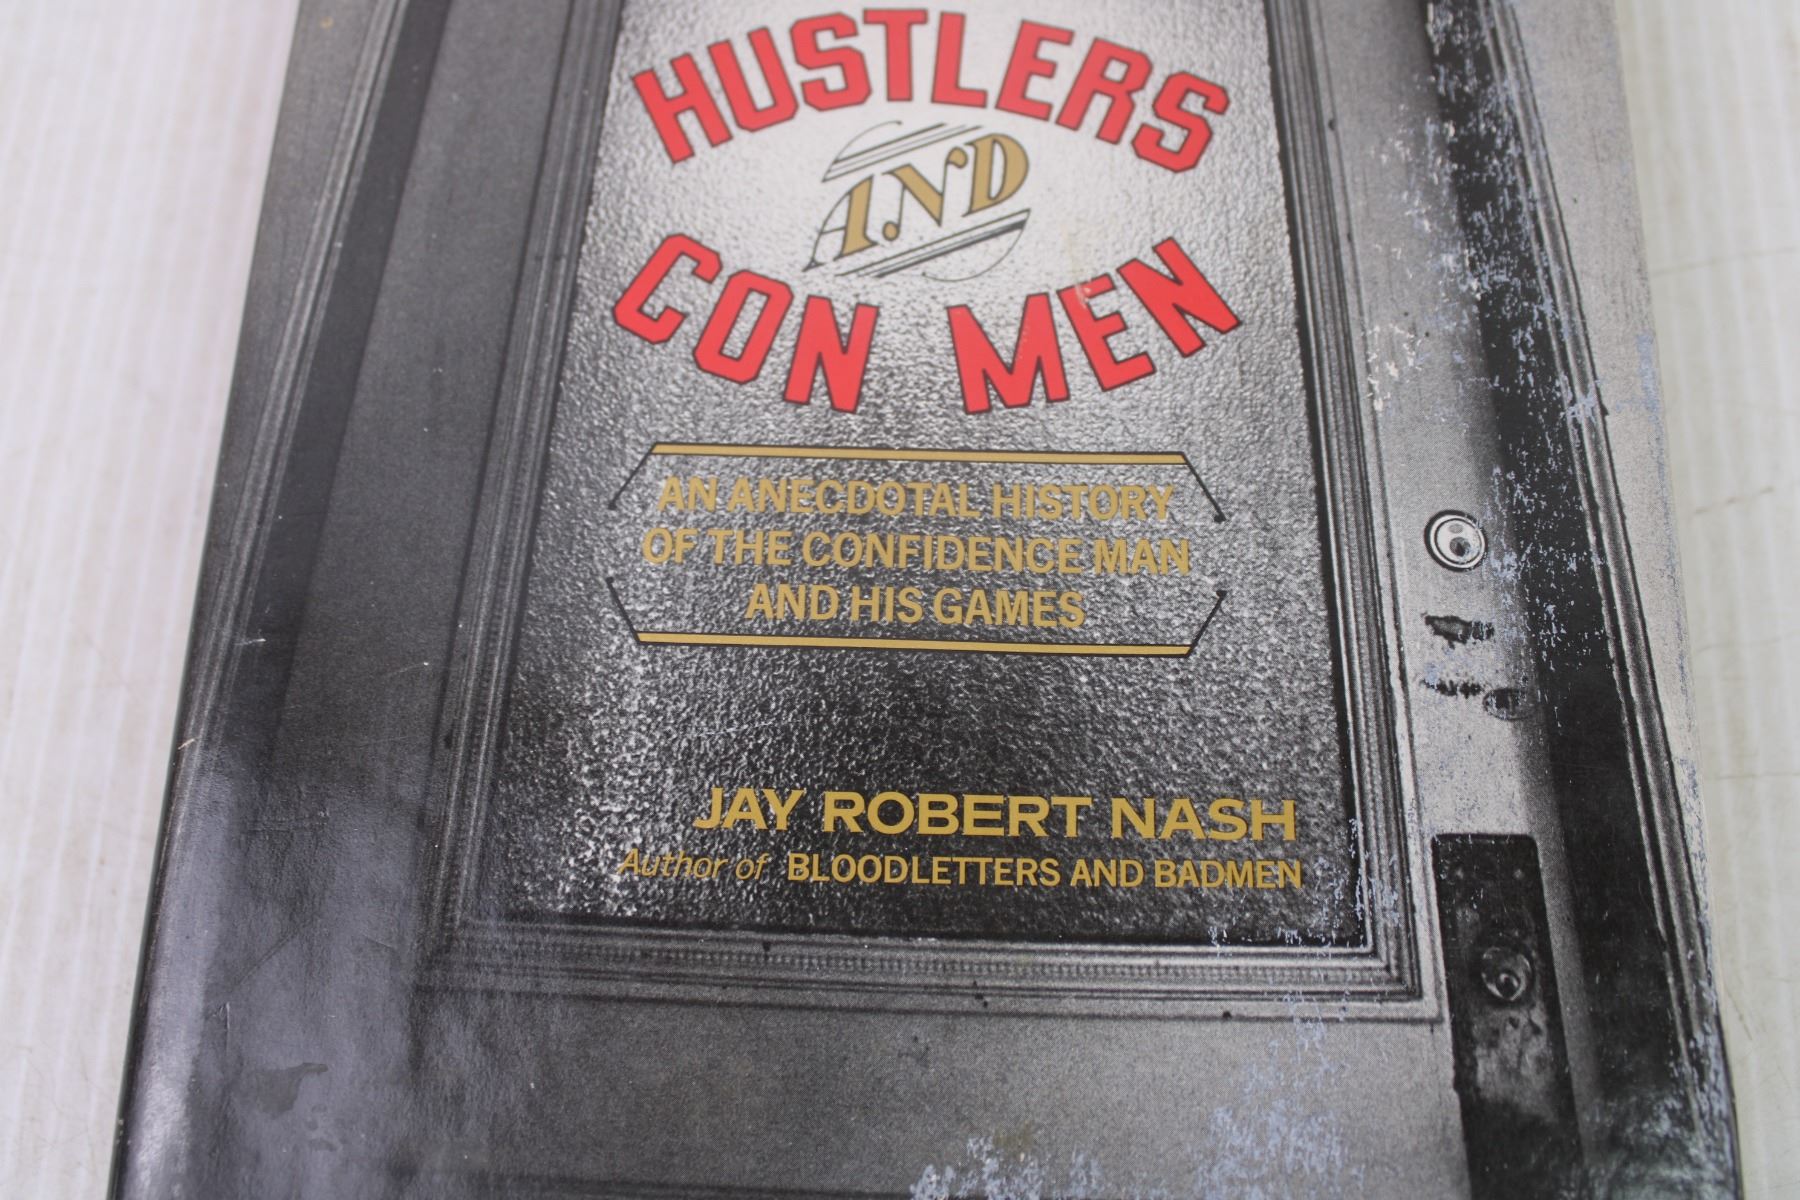 HUSTLERS
AND
CON MEN
AN ANECDOTAL HISTORY
OF THE CONFIDENCE MAN
AND HIS GAMES
JAY ROBERT NASH
Author of BLOODLETTERS AND BADMEN